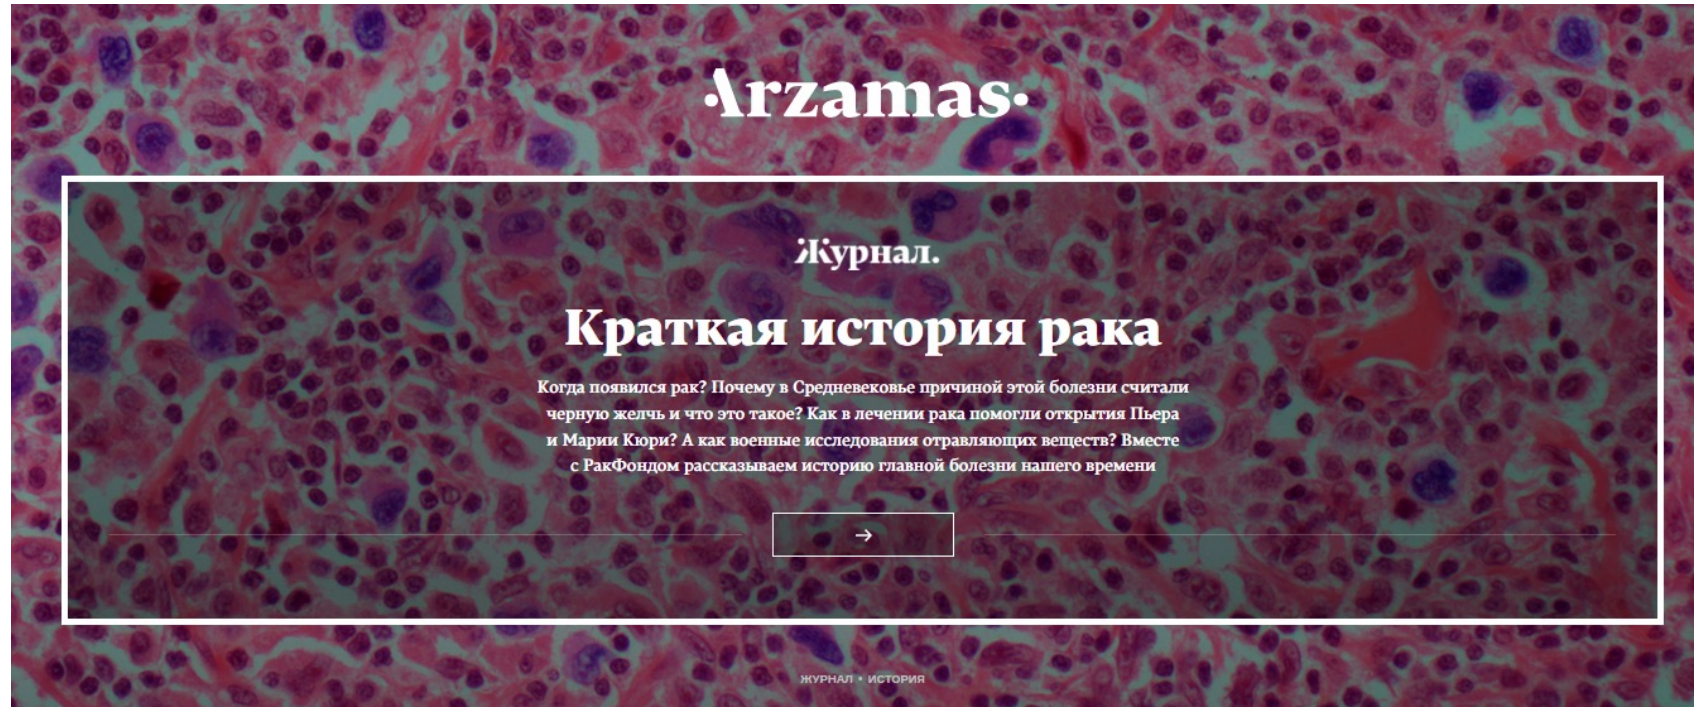 Arzamas
Журнал.
Краткая история рака
Когда появился рак? Почему в Средневековье причиной этой болезни считали
черную желчь и что это такое? Как в лечении рака помогли открытия Пьера
и Марии Кюри? А как военные исследования отравляющих веществ? Вместе
с РакФондом рассказываем историю главной болезни нашего времени
→
ЖУРНАЛ • ИСТОРИЯ